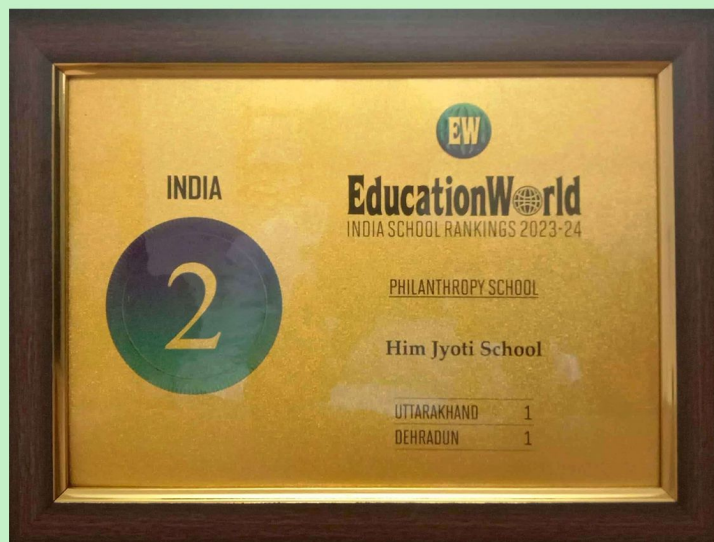 INDIA
2
EW
EducationWorld
INDIA SCHOOL RANKINGS 2023-24
PHILANTHROPY SCHOOL
Him Jyoti School
UTTARAKHAND 1
DEHRADUN 1